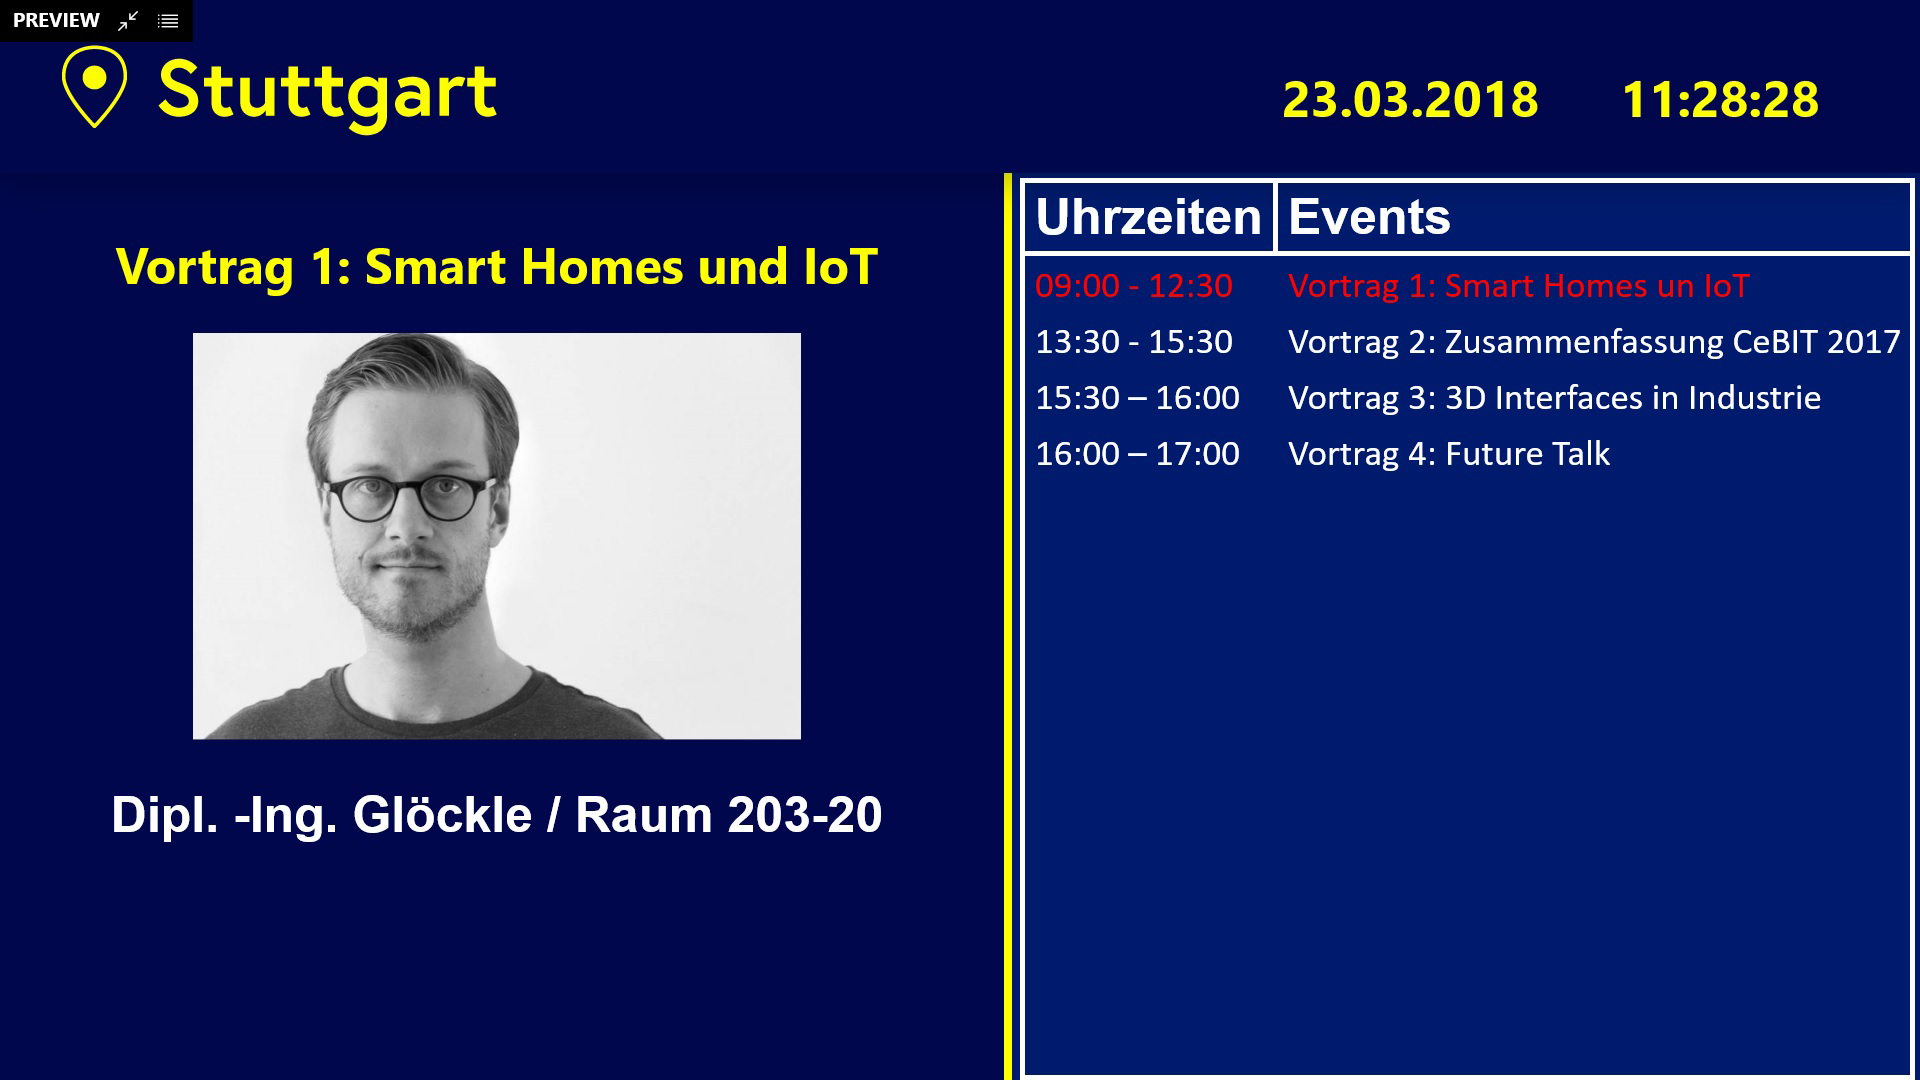 PREVIEW
Stuttgart
23.03.2018 11:28:28
Vortrag 1: Smart Homes und IoT
Dipl. -Ing. Glöckle / Raum 203-20
Uhrzeiten Events
09:00 - 12:30 Vortrag 1: Smart Homes un IoT
13:30 - 15:30 Vortrag 2: Zusammenfassung CeBIT 2017
15:30 – 16:00 Vortrag 3: 3D Interfaces in Industrie
16:00 – 17:00 Vortrag 4: Future Talk